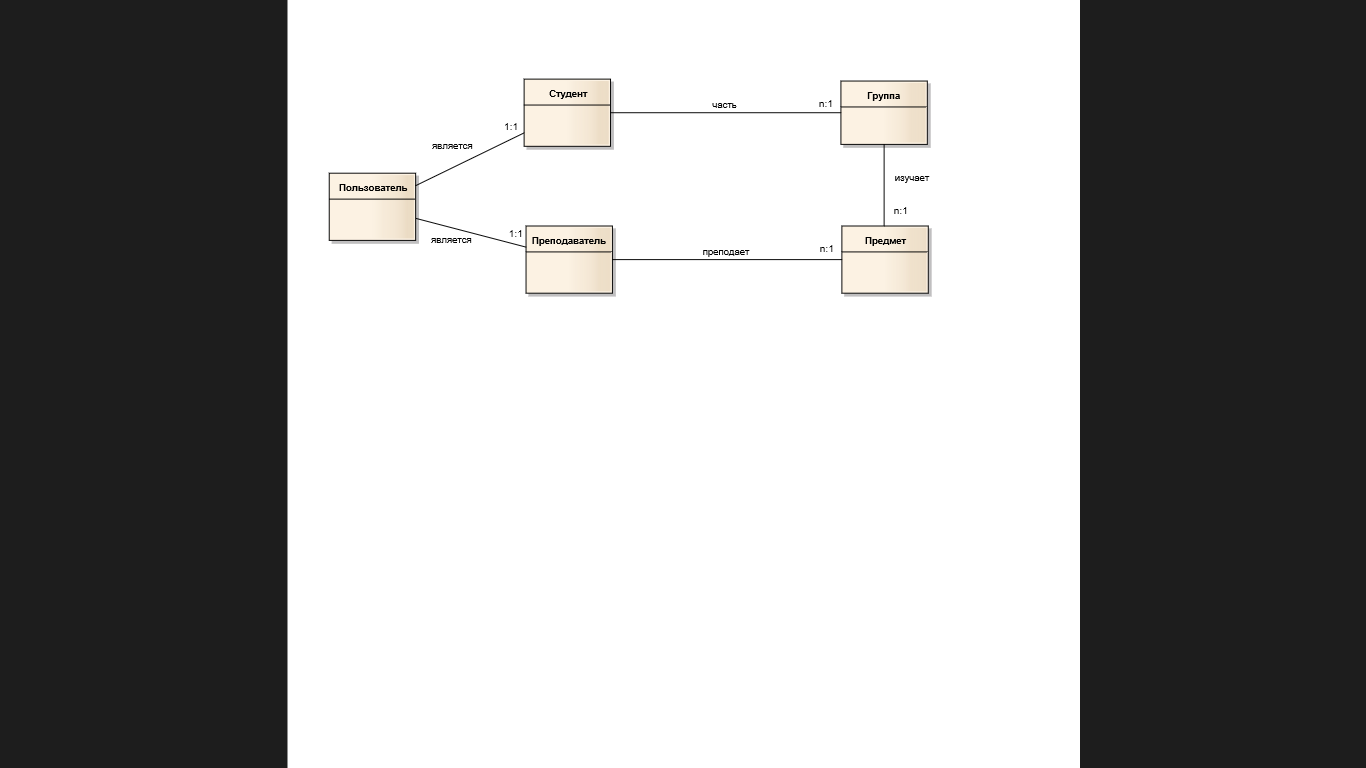 Студент
часть
n:1
Группа
1:1
является
изучает
Пользователь
n:1
является
1:1
Преподаватель
преподает
n:1
Предмет